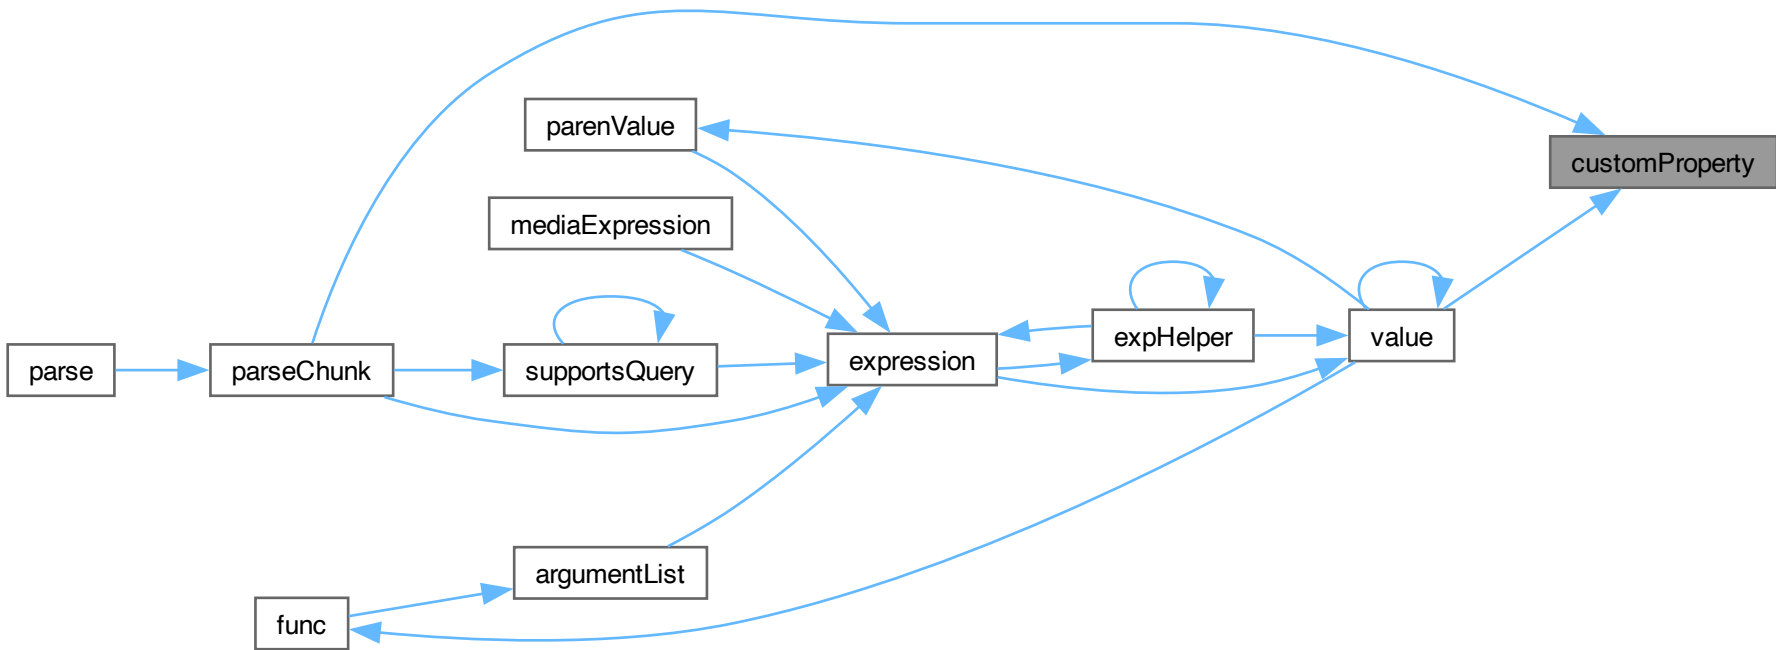 parenValue
customProperty
mediaExpression
expHelper
value
parse
parseChunk
supportsQuery
expression
argumentList
func